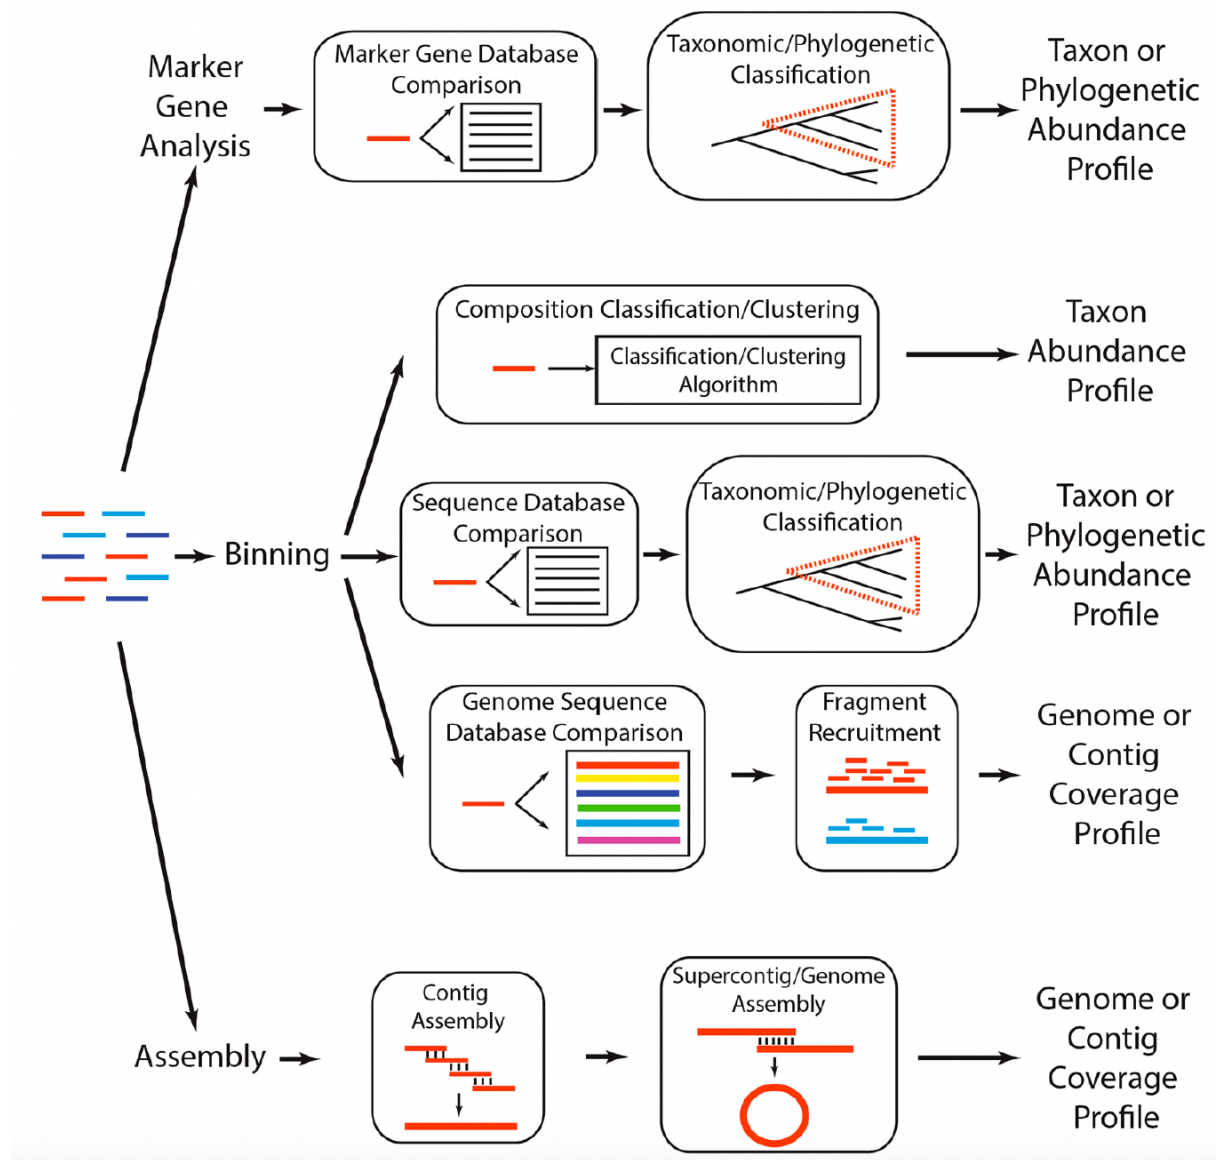 Marker
Gene
Analysis
Marker Gene Database
Comparison
Taxonomic/Phylogenetic
Classification
Taxon or
Phylogenetic
Abundance
Profile
Binning
Composition Classification/Clustering
Classification/Clustering
Algorithm
Taxon
Abundance
Profile
Sequence Database
Comparison
Taxonomic/Phylogenetic
Classification
Taxon or
Phylogenetic
Abundance
Profile
Genome Sequence
Database Comparison
Fragment
Recruitment
Genome or
Contig
Coverage
Profile
Assembly
Contig
Assembly
Supercontig/Genome
Assembly
Genome or
Contig
Coverage
Profile